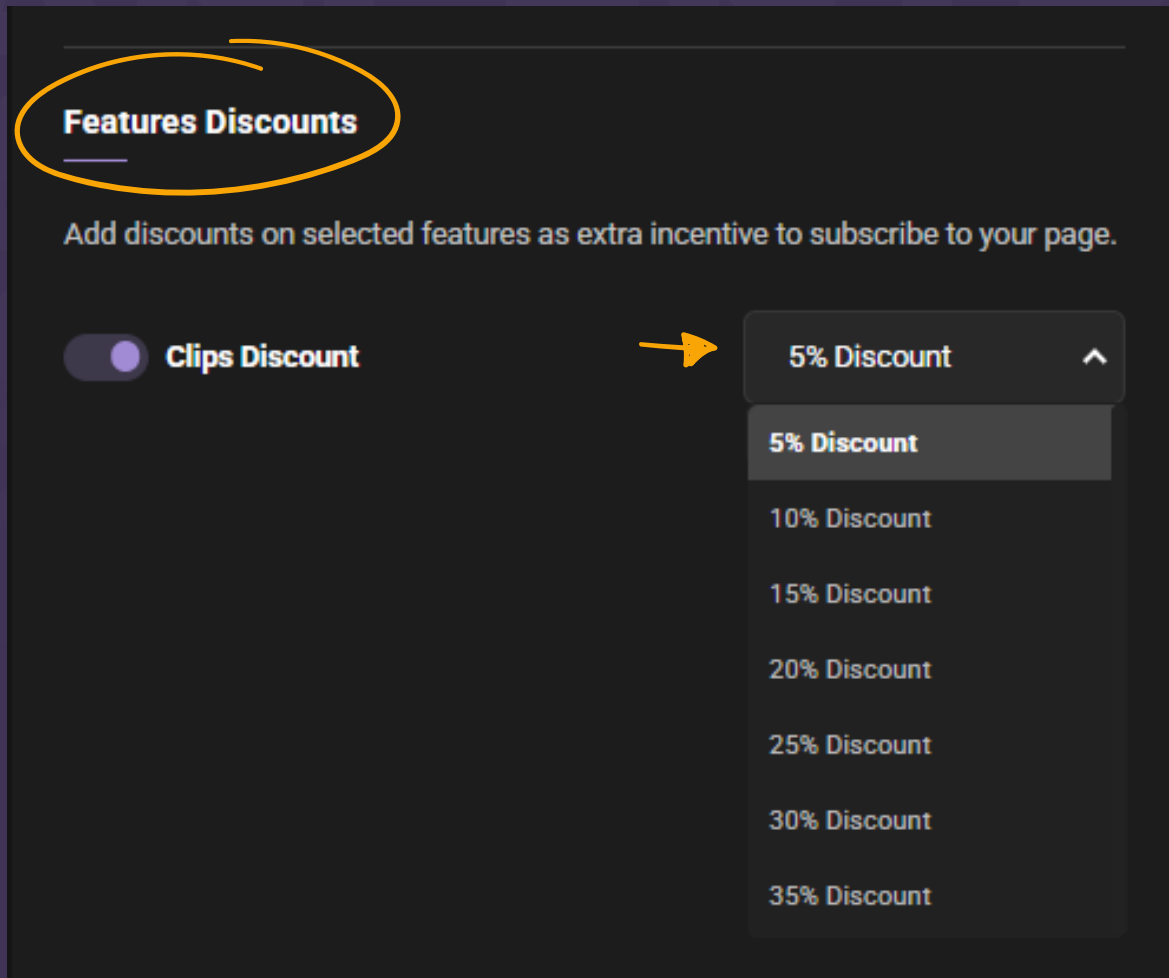 Features Discounts
Add discounts on selected features as extra incentive to subscribe to your page.
Clips Discount
5% Discount
5% Discount
10% Discount
15% Discount
20% Discount
25% Discount
30% Discount
35% Discount